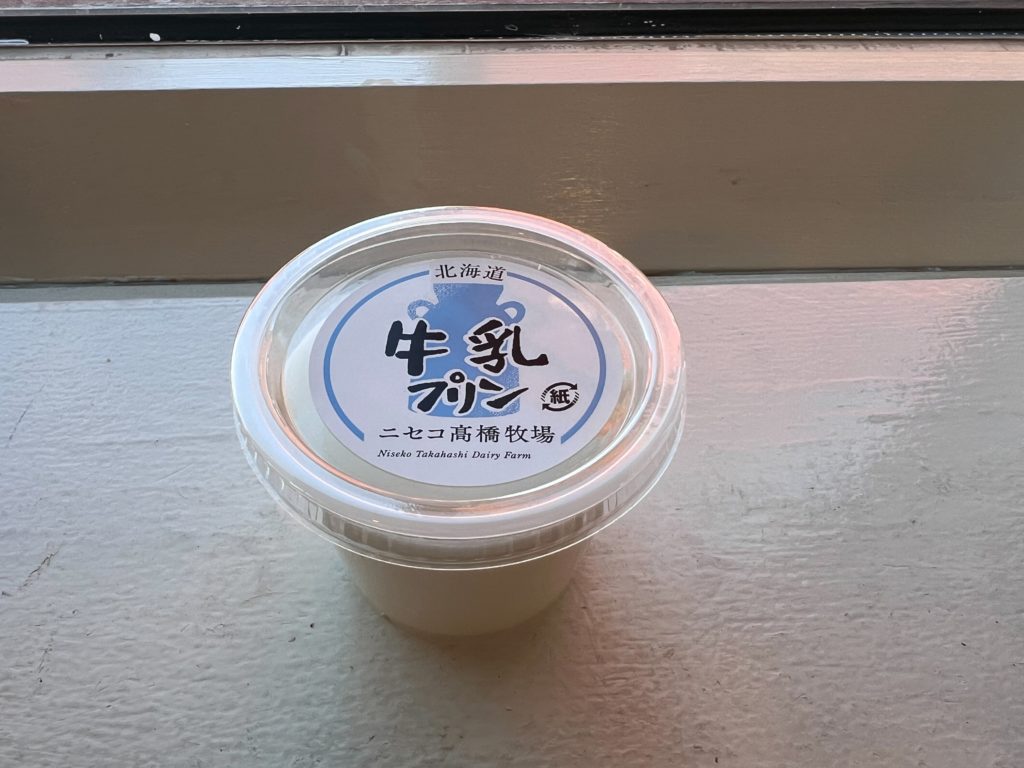 北海道
牛乳
プリン
紙
ニセコ髙橋牧場
Niseko Takahashi Dairy Farm